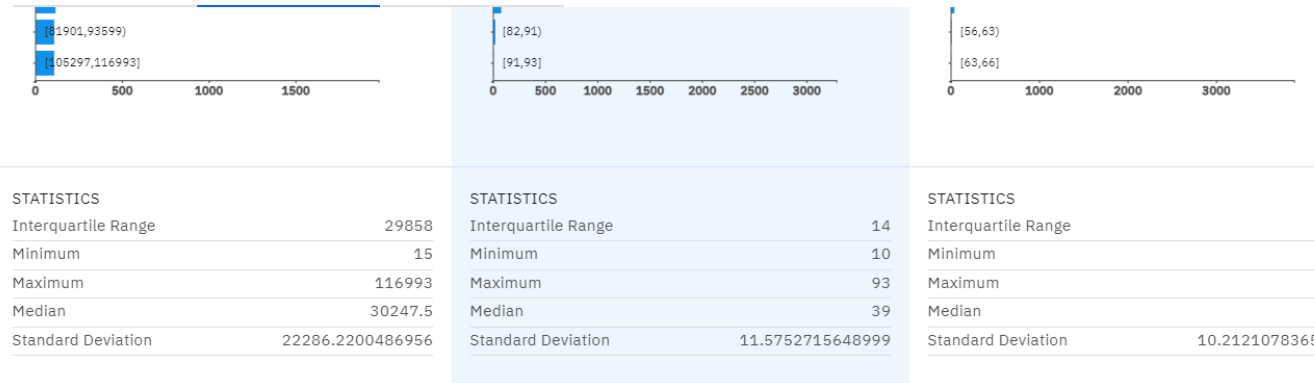 [81901,93599)
[105297,116993]
0 500 1000 1500
STATISTICS
Interquartile Range 29858
Minimum 15
Maximum 116993
Median 30247.5
Standard Deviation 22286.2200486956
[82,91)
[91,93]
0 500 1000 1500 2000 2500 3000
STATISTICS
Interquartile Range 14
Minimum 10
Maximum 93
Median 39
Standard Deviation 11.5752715648999
[56,63)
[63,66]
0 1000 2000 3000
STATISTICS
Interquartile Range
Minimum
Maximum
Median
Standard Deviation 10.2121078365